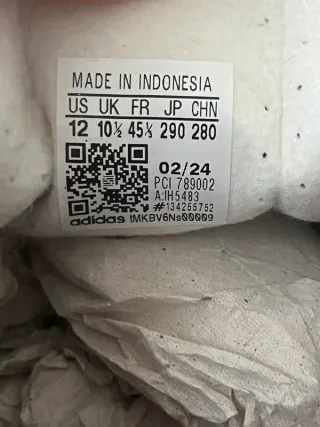 MADE IN INDONESIA
US UK FR JP CHN
12 10½ 45⅓ 290 280
02/24
PCI 789002
A:IH5483
#134255752
adidas tMKBV6Ns00009